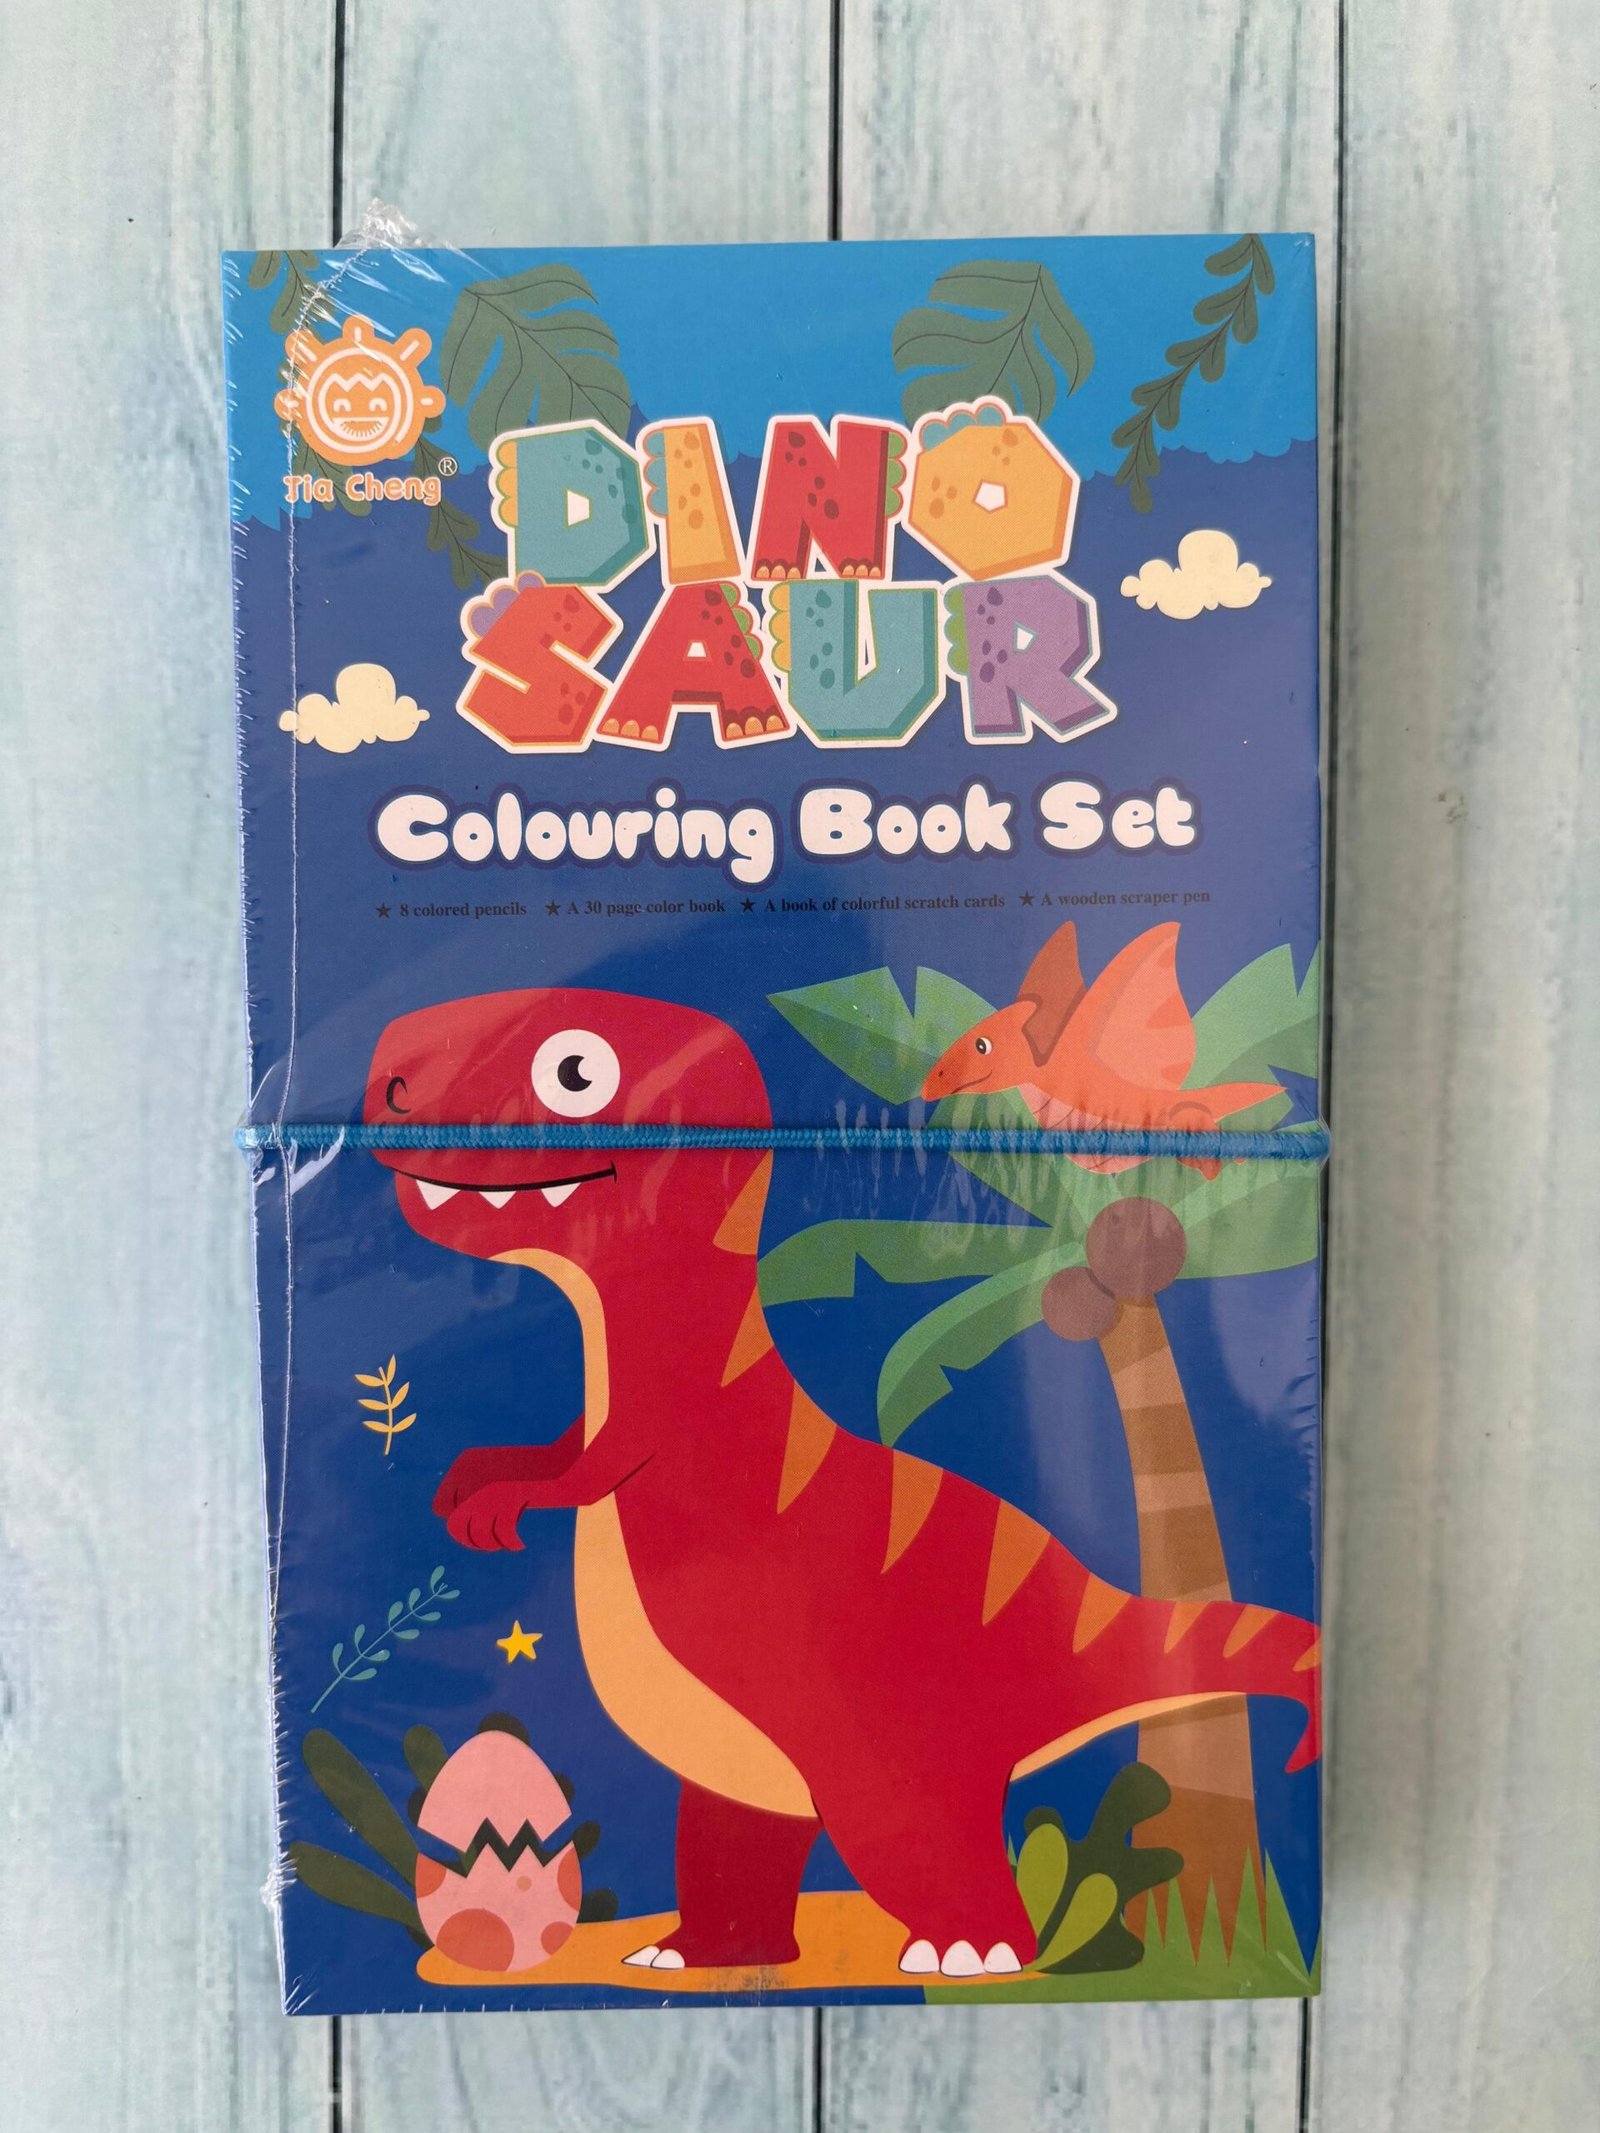 Jia Cheng®
DINO
SAUR
Colouring Book Set
★ 8 colored pencils ★ A 30 page color book ★ A book of colorful scratch cards ★ A wooden scraper pen